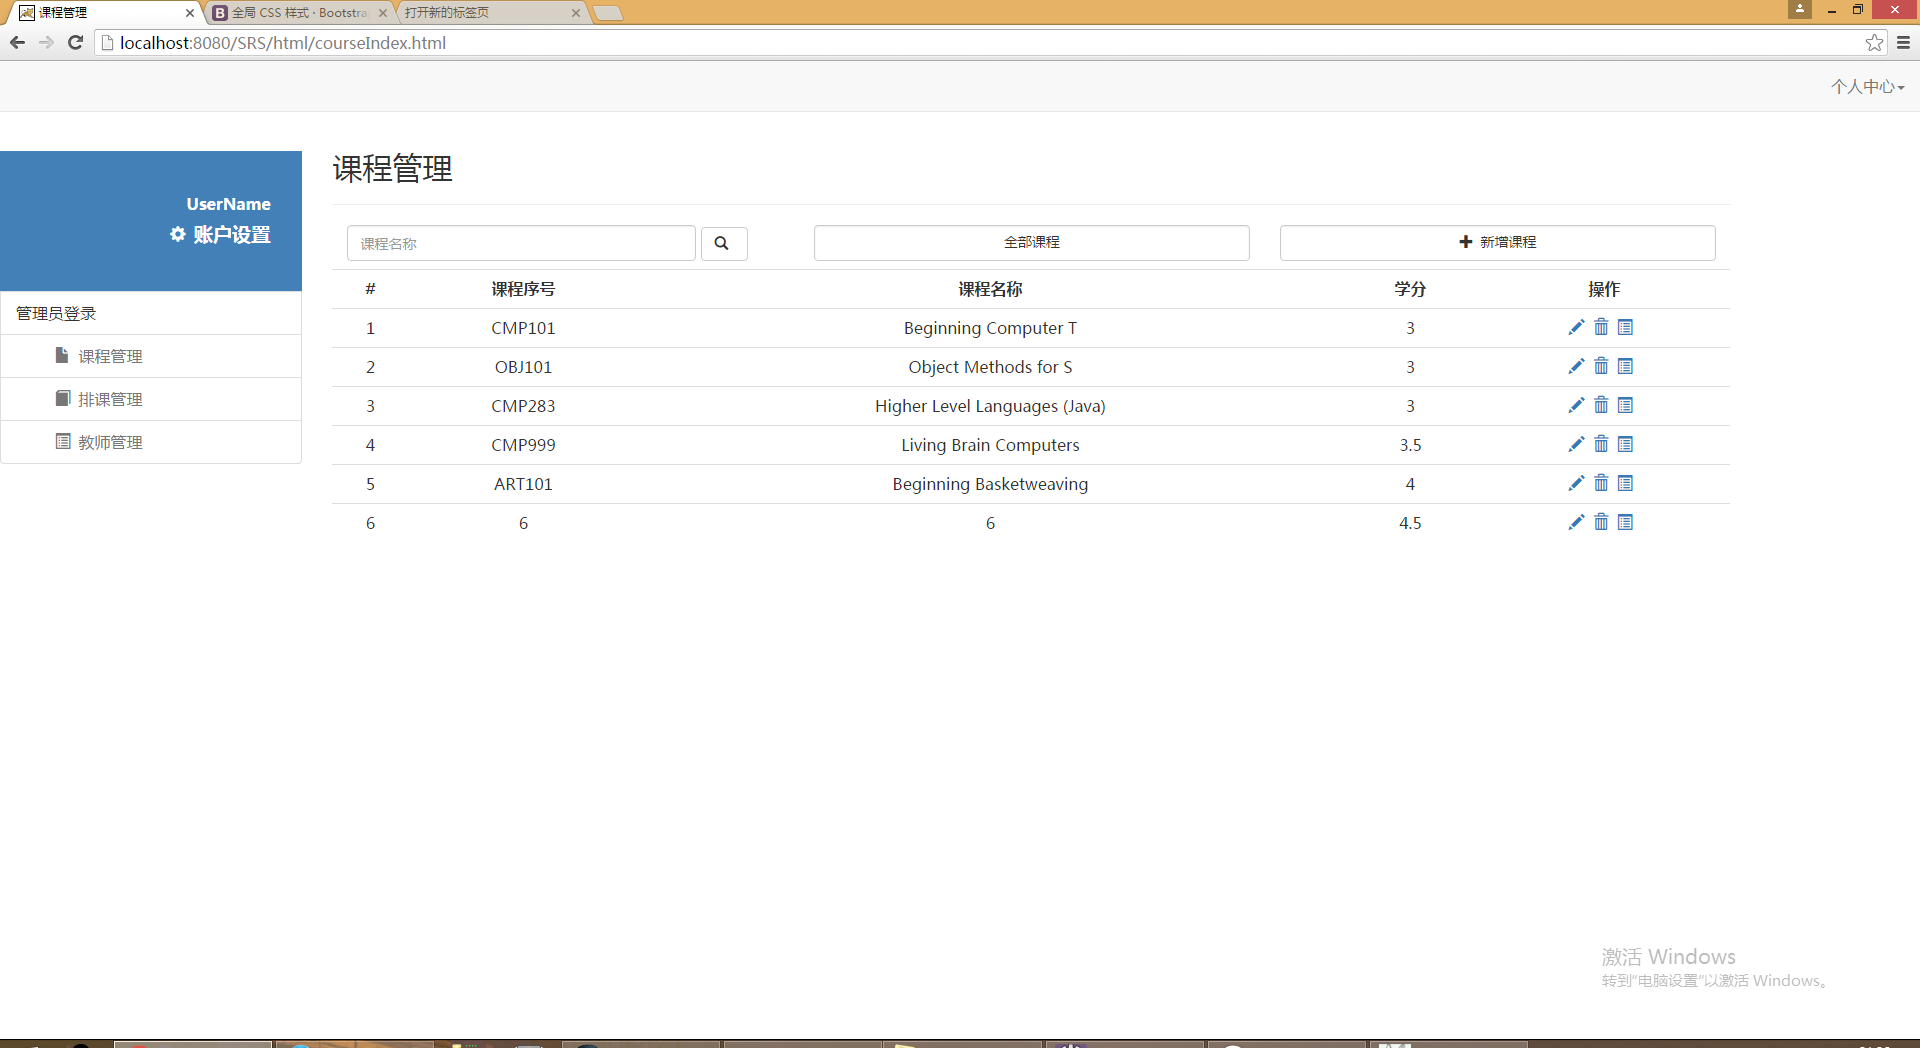 课程管理
全局 CSS 样式 · Bootstrap
打开新的标签页
localhost:8080/SRS/html/courseIndex.html
个人中心
UserName
账户设置
管理员登录
课程管理
排课管理
教师管理
课程管理
课程名称
全部课程
新增课程
# 课程序号 课程名称 学分 操作
1 CMP101 Beginning Computer T 3
2 OBJ101 Object Methods for S 3
3 CMP283 Higher Level Languages (Java) 3
4 CMP999 Living Brain Computers 3.5
5 ART101 Beginning Basketweaving 4
6 6 6 4.5
激活 Windows
转到“电脑设置”以激活 Windows。